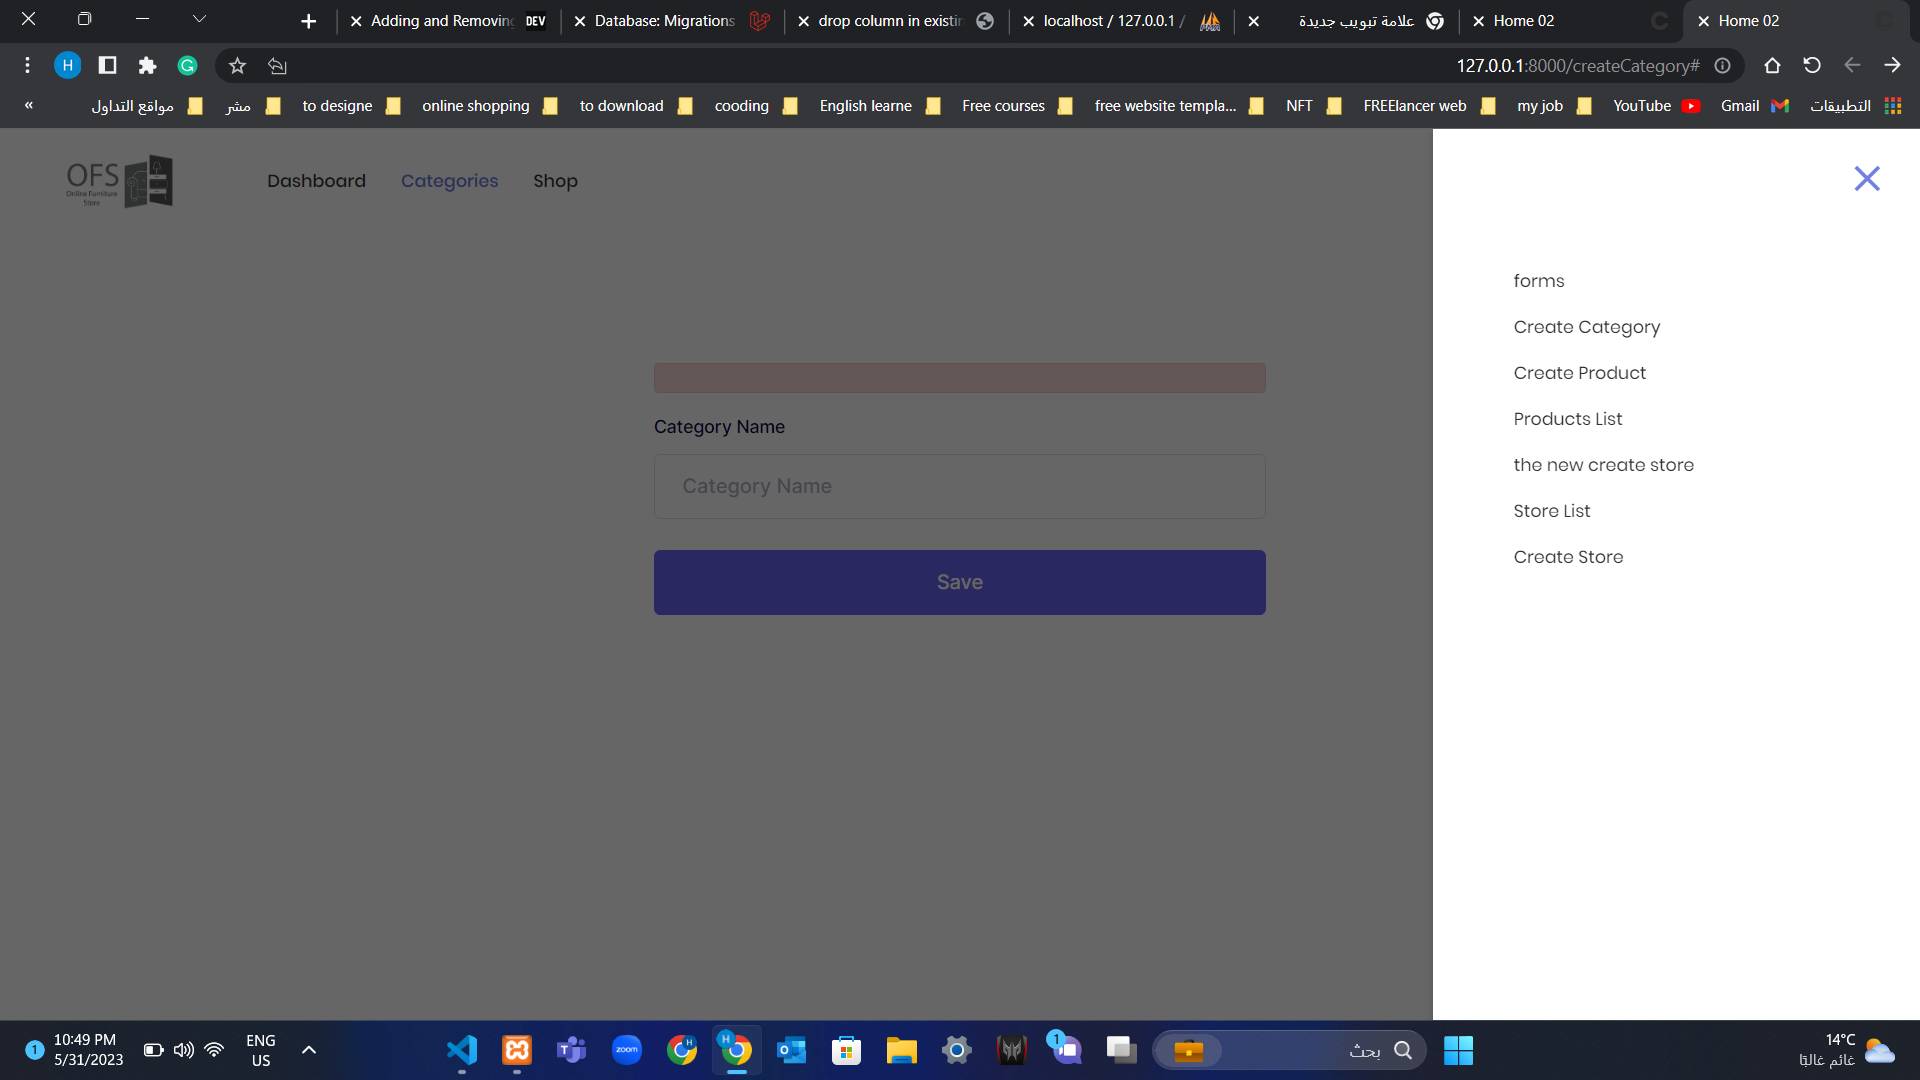 Adding and Removing
DEV
Database: Migrations
drop column in existin
localhost / 127.0.0.1 /
علامة تبويب جديدة
Home 02
Home 02
H
127.0.0.1:8000/createCategory#
«
مواقع التداول
مشر
to designe
online shopping
to download
cooding
English learne
Free courses
free website templa...
NFT
FREElancer web
my job
YouTube
Gmail
التطبيقات
OFS
Online Furniture
Store
Dashboard
Categories
Shop
forms
Create Category
Create Product
Products List
the new create store
Store List
Create Store
Category Name
Category Name
Save
1
10:49 PM
5/31/2023
ENG
US
zoom
H
H
1
بحث
14°C
غائم غالبًا